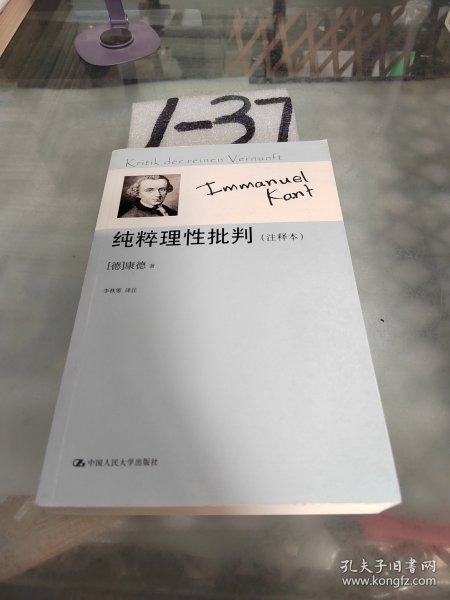 1-37
Kritik der reinen Vernunft
Immanuel
Kant
纯粹理性批判(注释本)
[德]康德 著
李秋零 译注
中国人民大学出版社
孔夫子旧书网
www.kongfz.com